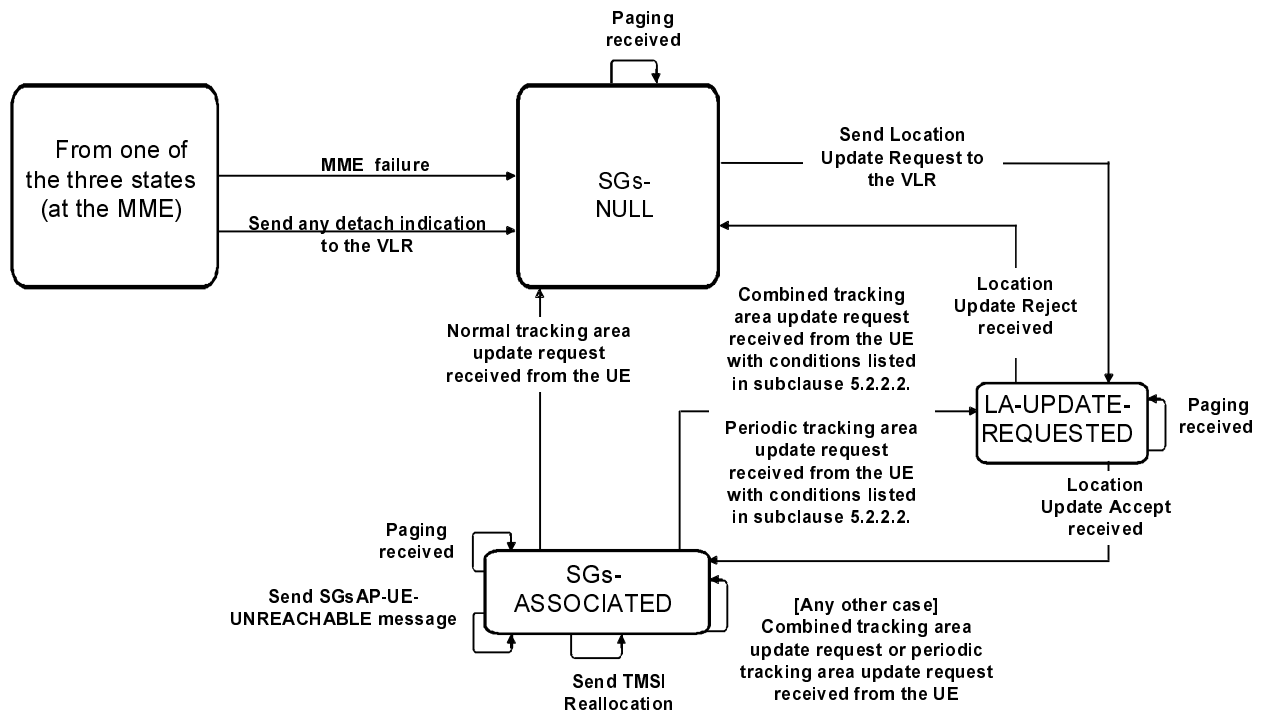 Paging
received
From one of
the three states
(at the MME)
MME failure
Send any detach indication
to the VLR
SGs-
NULL
Send Location
Update Request to
the VLR
Location
Update Reject
received
Combined tracking
area update request
received from the UE
with conditions listed
in subclause 5.2.2.2.
Normal tracking area
update request
received from the UE
Periodic tracking area
update request
received from the UE
with conditions listed
in subclause 5.2.2.2.
LA-UPDATE-
REQUESTED
Paging
received
Location
Update Accept
received
Paging
received
Send SGsAP-UE-
UNREACHABLE message
SGs-
ASSOCIATED
Send TMSI
Reallocation
[Any other case]
Combined tracking area
update request or periodic
tracking area update request
received from the UE